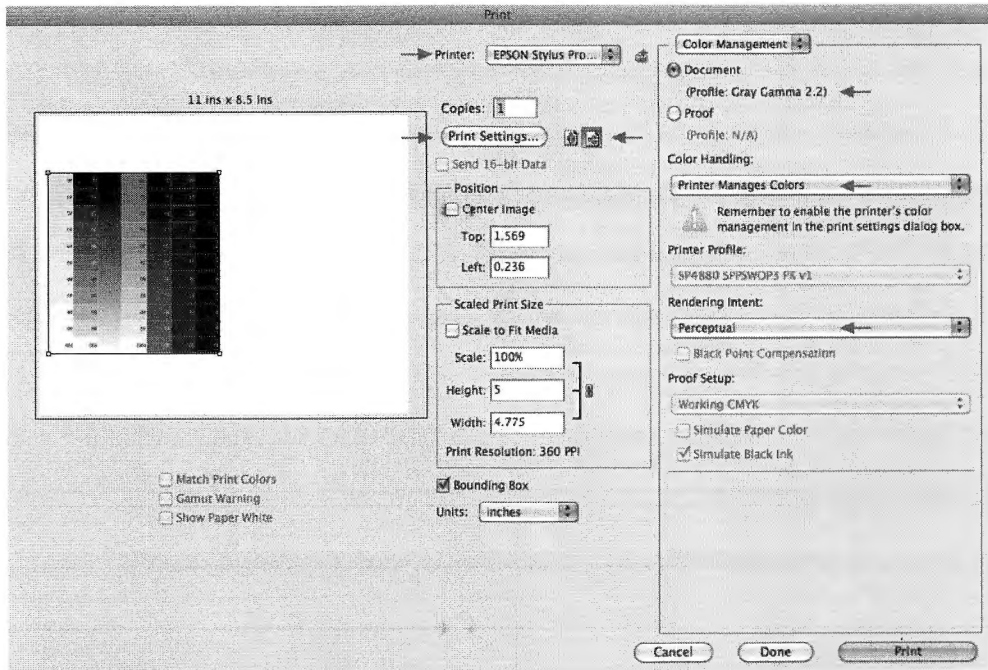 Print
Printer: EPSON Stylus Pro...
11 ins x 8.5 ins
Copies: 1
Print Settings...
Send 16-bit Data
Position
Center Image
Top: 1.569
Left: 0.236
Scaled Print Size
Scale to Fit Media
Scale: 100%
Height: 5
Width: 4.775
Print Resolution: 360 PPI
Bounding Box
Units: inches
Match Print Colors
Gamut Warning
Show Paper White
Color Management
Document
(Profile: Gray Gamma 2.2)
Proof
(Profile: N/A)
Color Handling:
Printer Manages Colors
Remember to enable the printer's color
management in the print settings dialog box.
Printer Profile:
SP4880 SPPSWOP3 PK v1
Rendering Intent:
Perceptual
Black Point Compensation
Proof Setup:
Working CMYK
Simulate Paper Color
Simulate Black Ink
Cancel
Done
Print